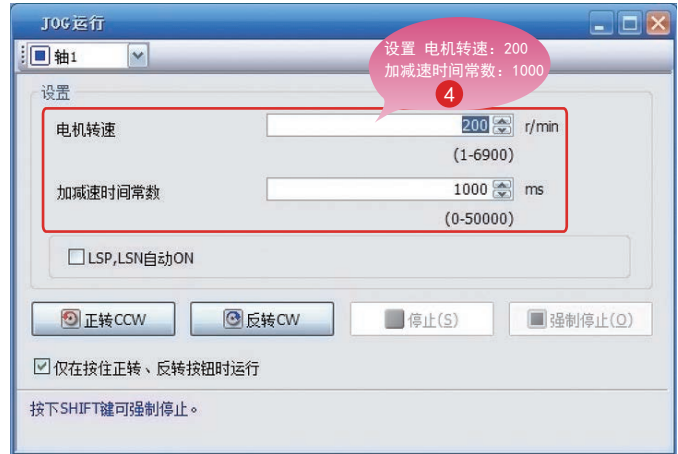 JOG运行
轴1
设置 电机转速：200
加减速时间常数：1000
4
设置
电机转速 200 r/min
(1-6900)
加减速时间常数 1000 ms
(0-50000)
LSP,LSN自动ON
正转CCW 反转CW 停止(S) 强制停止(O)
仅在按住正转、反转按钮时运行
按下SHIFT键可强制停止。